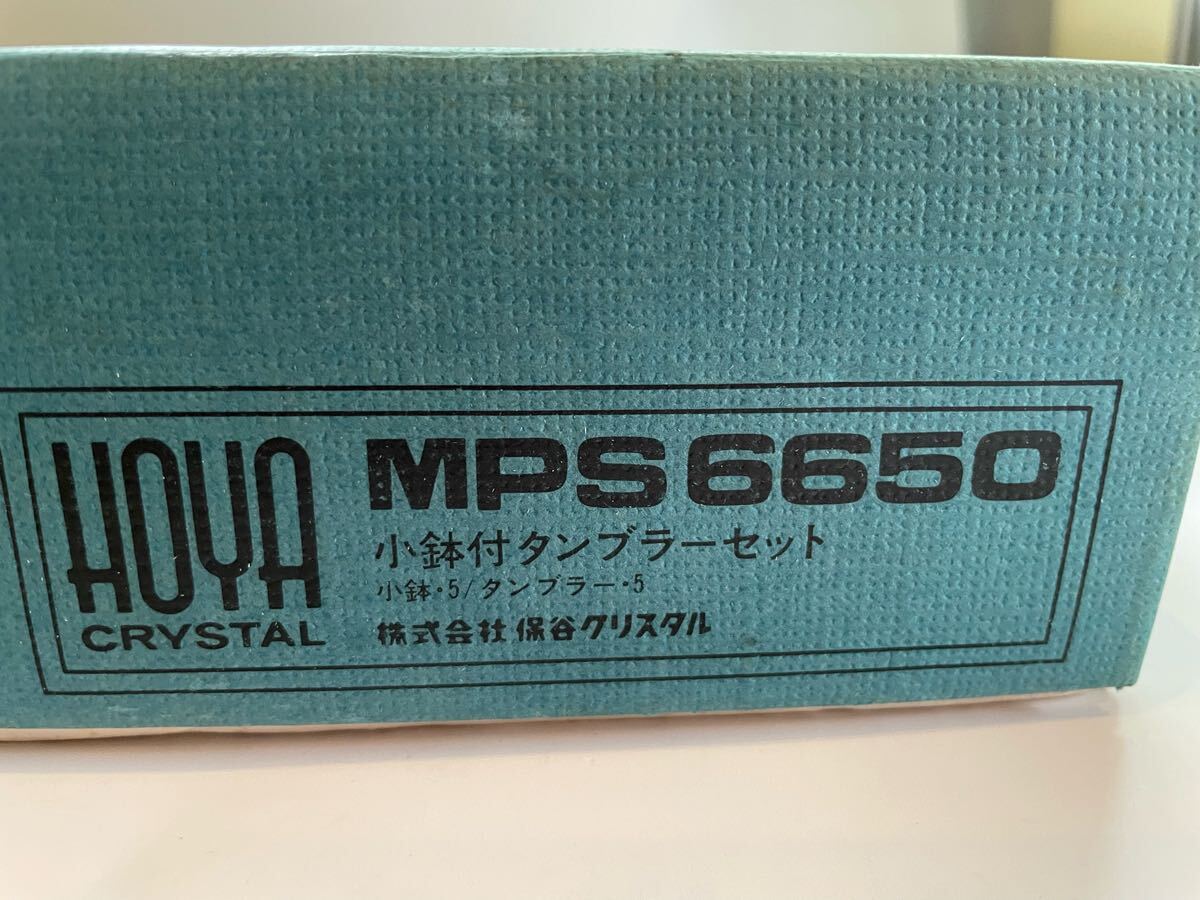 HOYA
CRYSTAL
MPS6650
小鉢付タンブラーセット
小鉢・5/タンブラー・5
株式会社保谷クリスタル